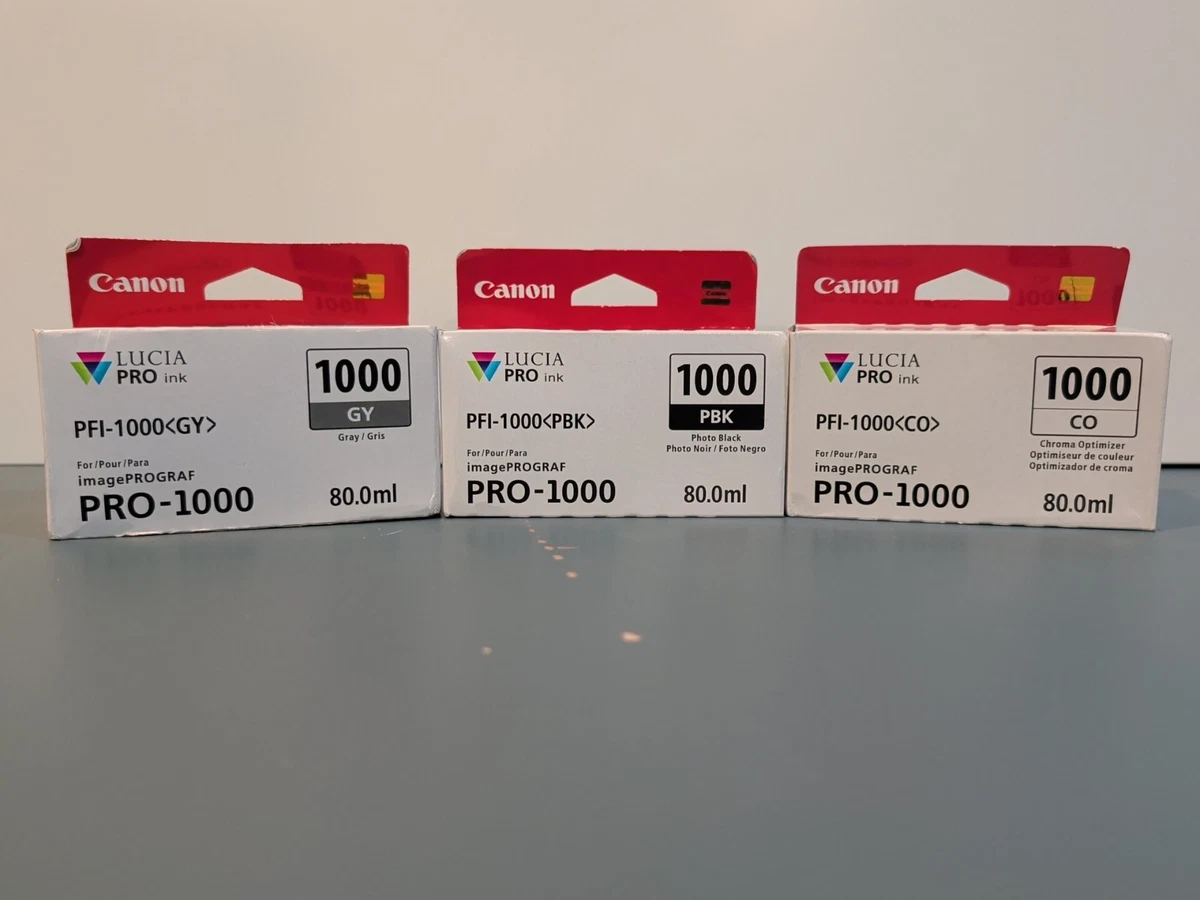 Canon
LUCIA
PRO ink
1000
GY
Gray / Gris
PFI-1000<GY>
For / Pour / Para
imagePROGRAF
PRO-1000
80.0ml
Canon
Canon
LUCIA
PRO ink
1000
PBK
Photo Black
Photo Noir / Foto Negro
PFI-1000<PBK>
For / Pour / Para
imagePROGRAF
PRO-1000
80.0ml
Canon
LUCIA
PRO ink
1000
CO
Chroma Optimizer
Optimiseur de couleur
Optimizador de croma
PFI-1000<CO>
For / Pour / Para
imagePROGRAF
PRO-1000
80.0ml